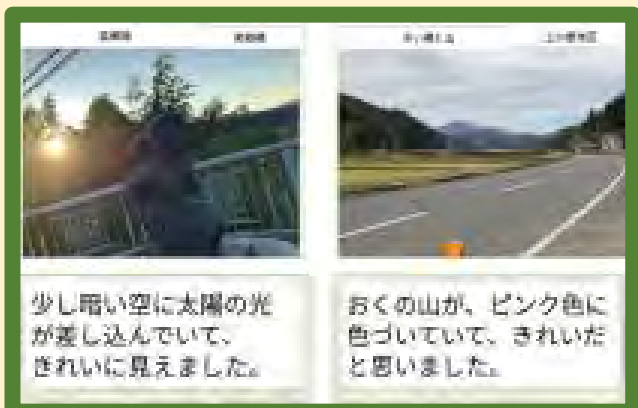 少し暗い空に太陽の光
が差し込んでいて、
きれいに見えました。
おくの山が、ピンク色に
色づいていて、きれいだ
と思いました。